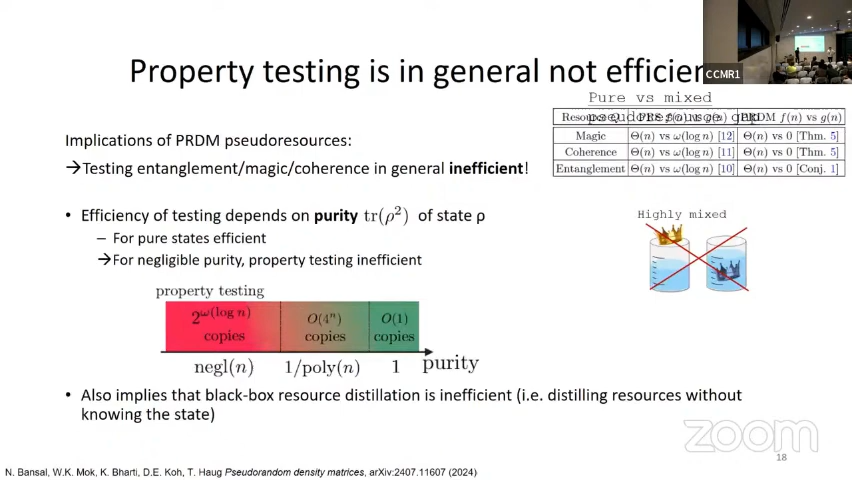 Property testing is in general not efficien
CCMR1
Pure vs mixed
pseudoresource gap
Resource Q PRS f(n) vs g(n) PRDM f(n) vs g(n)
Magic Θ(n) vs ω(log n) [12] Θ(n) vs 0 [Thm. 5]
Coherence Θ(n) vs ω(log n) [11] Θ(n) vs 0 [Thm. 5]
Entanglement Θ(n) vs ω(log n) [10] Θ(n) vs 0 [Conj. 1]
Implications of PRDM pseudoresources:
→Testing entanglement/magic/coherence in general inefficient!
• Efficiency of testing depends on purity tr(ρ²) of state ρ
– For pure states efficient
→For negligible purity, property testing inefficient
Highly mixed
property testing
2^ω(log n) copies
O(4ⁿ) copies
O(1) copies
negl(n) 1/poly(n) 1 purity
• Also implies that black-box resource distillation is inefficient (i.e. distilling resources without
knowing the state)
zoom
18
N. Bansal, W.K. Mok, K. Bharti, D.E. Koh, T. Haug Pseudorandom density matrices, arXiv:2407.11607 (2024)